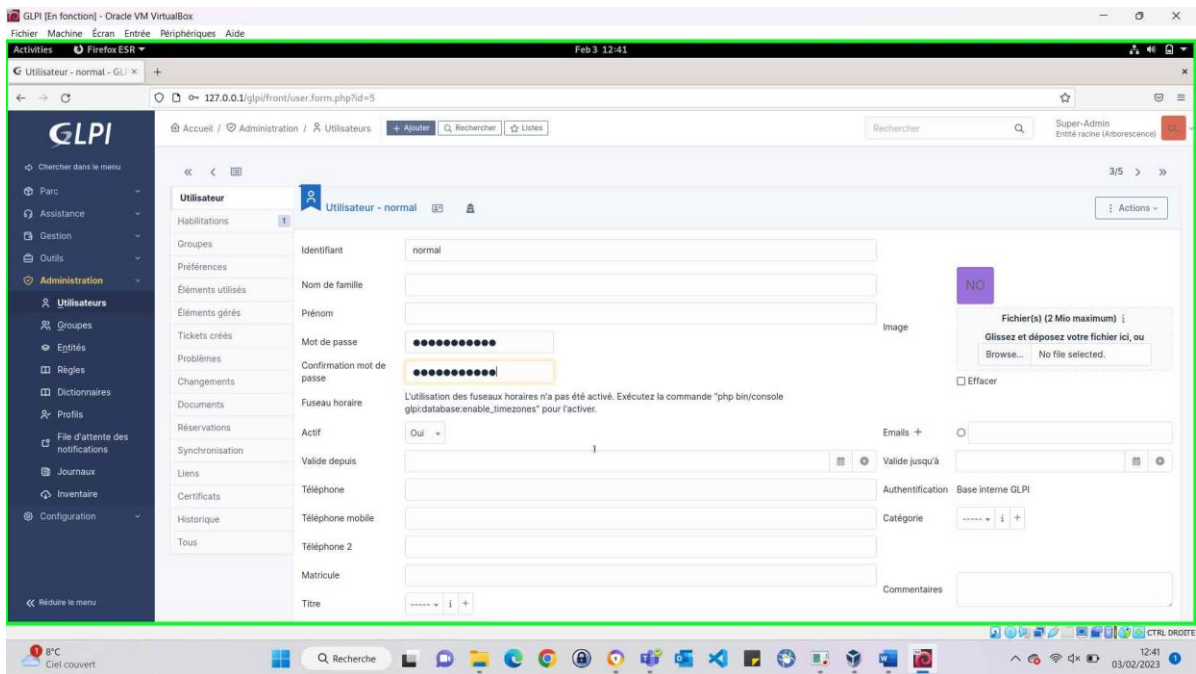 GLPI [En fonction] - Oracle VM VirtualBox
Fichier Machine Écran Entrée Périphériques Aide
Activities Firefox ESR Feb 3 12:41
Utilisateur - normal - GLPI
127.0.0.1/glpi/front/user.form.php?id=5
GLPI
Accueil / Administration / Utilisateurs + Ajouter Rechercher Listes
Rechercher
Super-Admin
Entité racine (Arborescence)
GL
Chercher dans le menu
Parc
Assistance
Gestion
Outils
Administration
Utilisateurs
Groupes
Entités
Règles
Dictionnaires
Profils
File d'attente des
notifications
Journaux
Inventaire
Configuration
Réduire le menu
3/5
Utilisateur
Habilitations 1
Groupes
Préférences
Éléments utilisés
Éléments gérés
Tickets créés
Problèmes
Changements
Documents
Réservations
Synchronisation
Liens
Certificats
Historique
Tous
Utilisateur - normal
Actions
Identifiant normal
Nom de famille
Prénom
Mot de passe ●●●●●●●●●●●
Confirmation mot de
passe ●●●●●●●●●●●
Fuseau horaire L'utilisation des fuseaux horaires n'a pas été activé. Exécutez la commande "php bin/console
glpi:database:enable_timezones" pour l'activer.
Actif Oui
Valide depuis
Téléphone
Téléphone mobile
Téléphone 2
Matricule
Titre ----- i +
Image
NO
Fichier(s) (2 Mio maximum) i
Glissez et déposez votre fichier ici, ou
Browse... No file selected.
Effacer
Emails +
Valide jusqu'à
Authentification Base interne GLPI
Catégorie ----- i +
Commentaires
CTRL DROITE
1
8°C
Ciel couvert
Recherche
12:41
03/02/2023
1